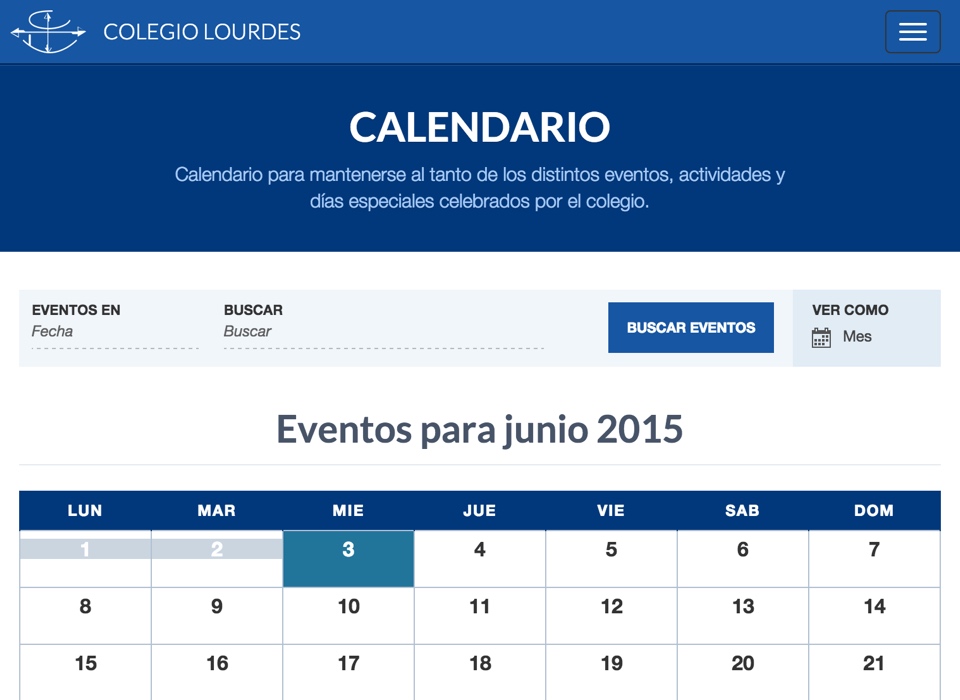 COLEGIO LOURDES
CALENDARIO
Calendario para mantenerse al tanto de los distintos eventos, actividades y
días especiales celebrados por el colegio.
EVENTOS EN BUSCAR VER COMO
Fecha Buscar BUSCAR EVENTOS Mes
Eventos para junio 2015
LUN MAR MIE JUE VIE SAB DOM
1 2 3 4 5 6 7
8 9 10 11 12 13 14
15 16 17 18 19 20 21